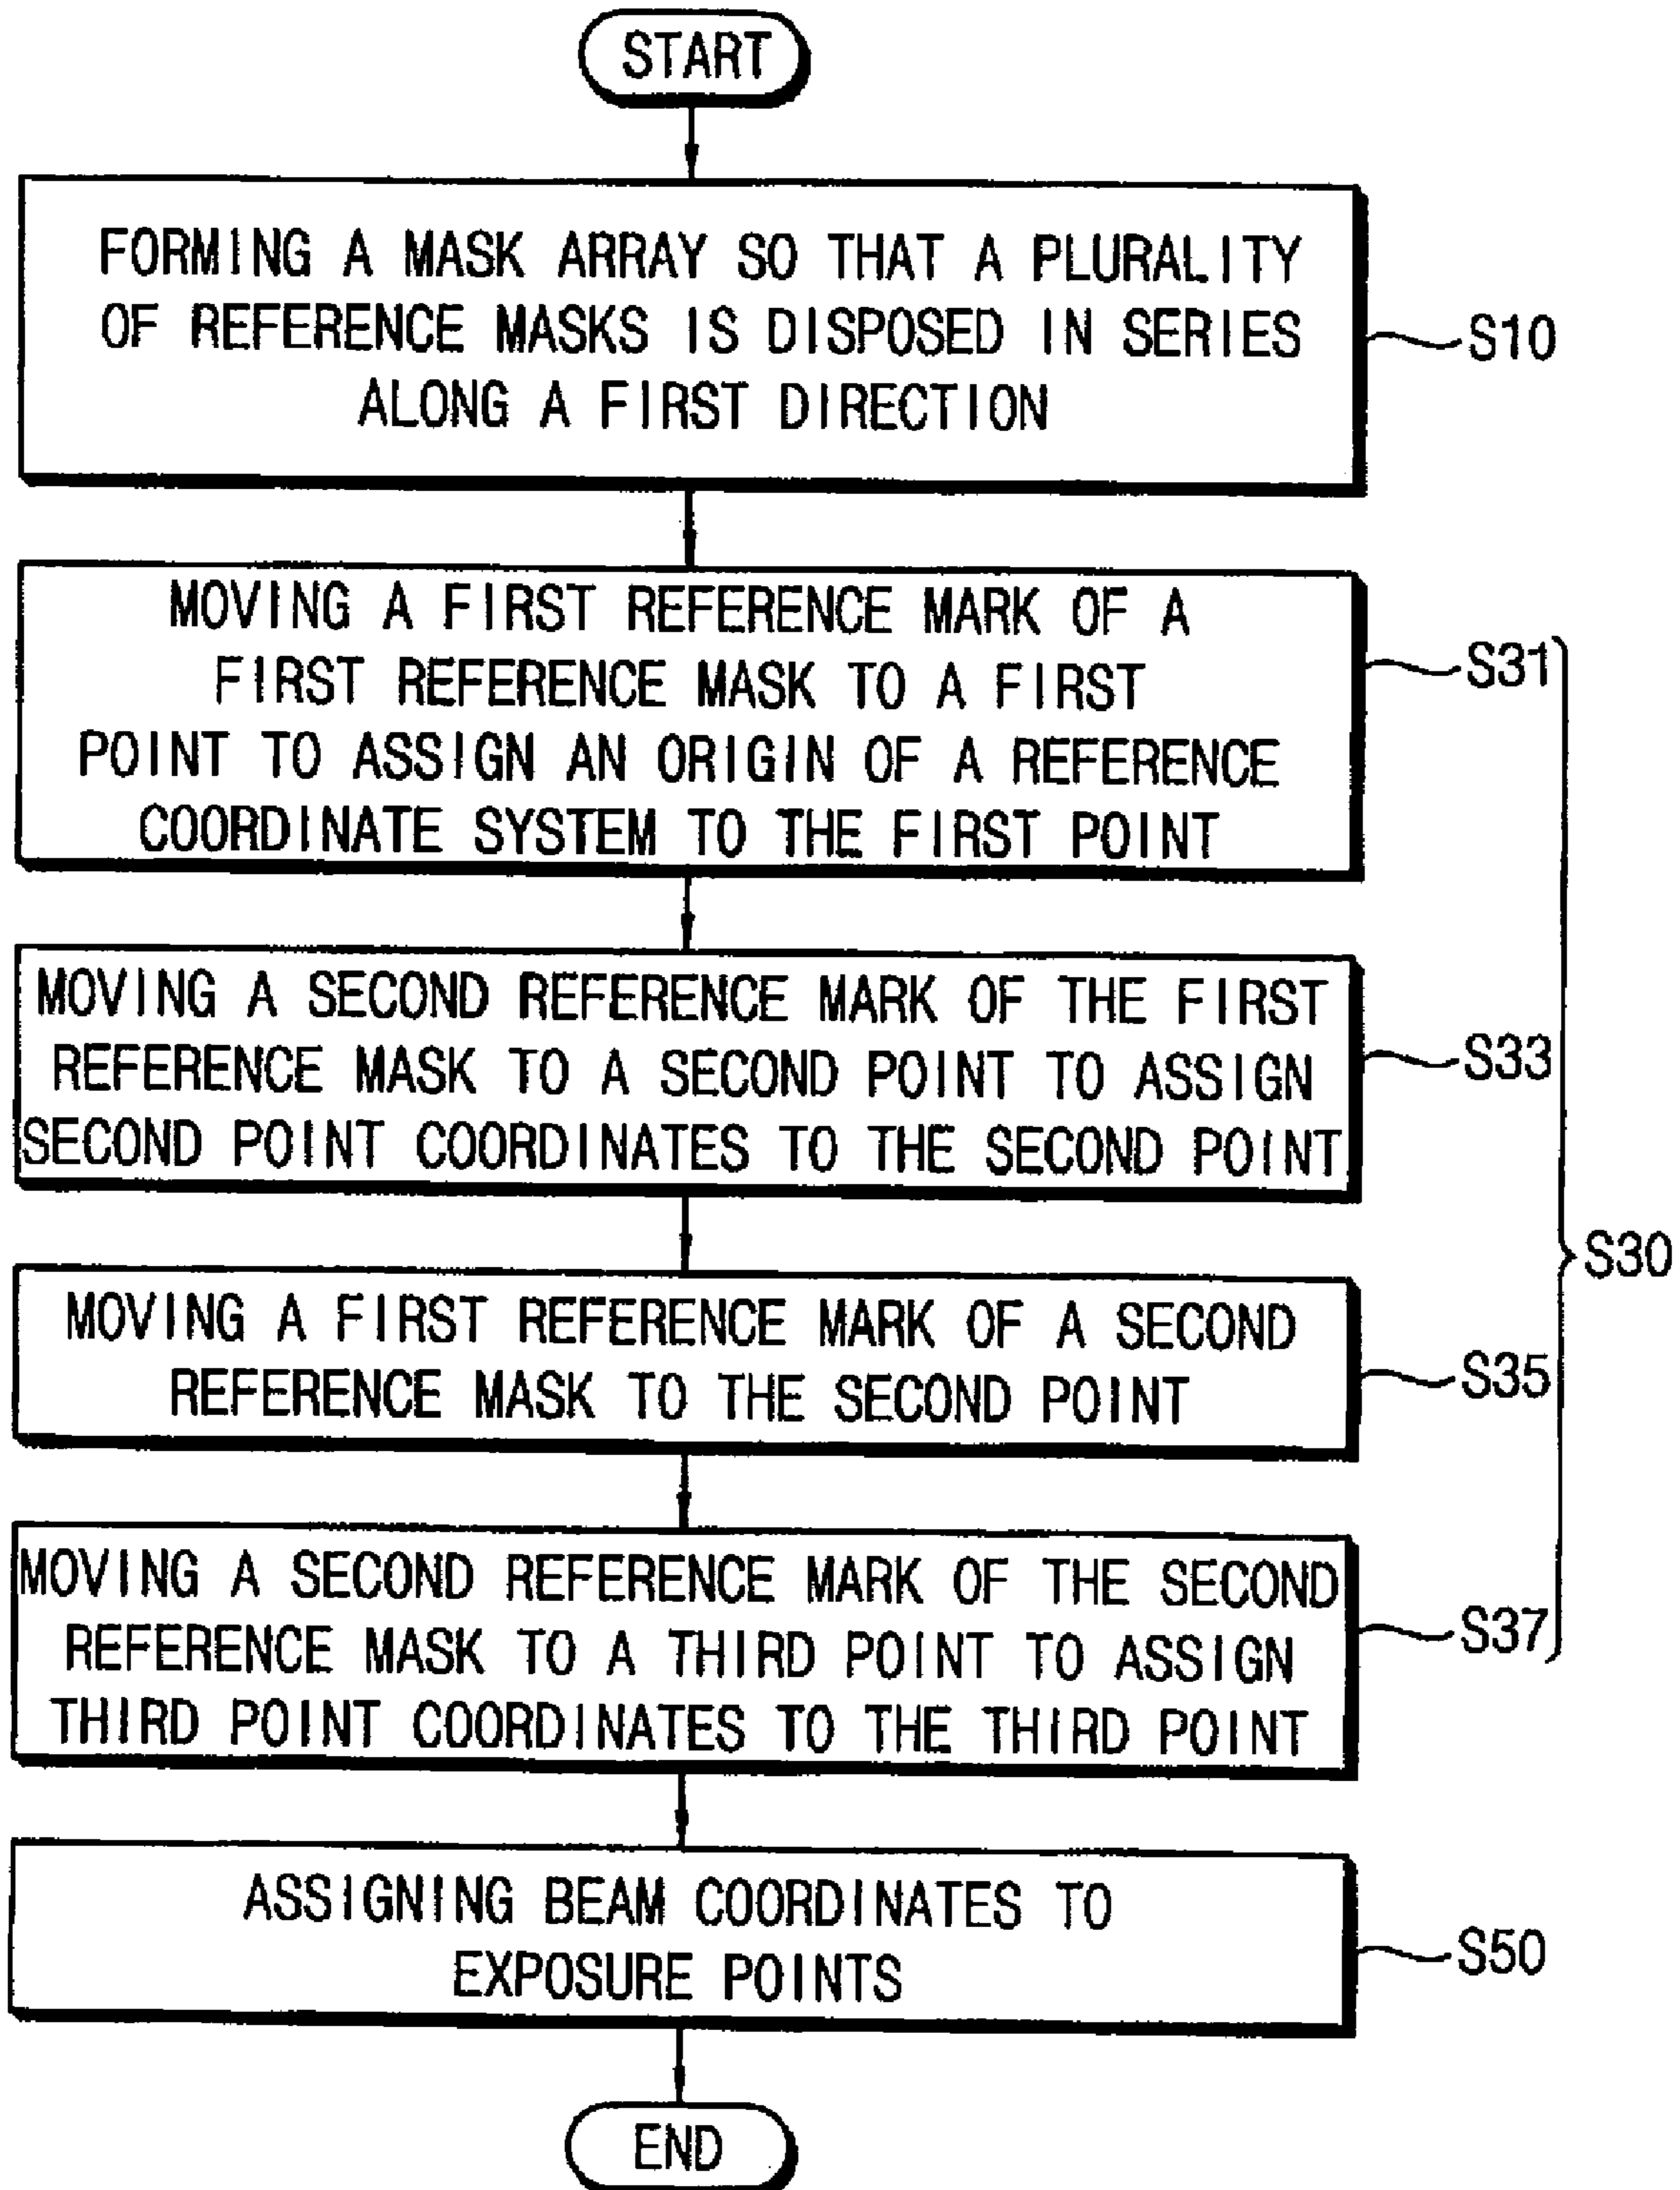 START
FORMING A MASK ARRAY SO THAT A PLURALITY
OF REFERENCE MASKS IS DISPOSED IN SERIES
ALONG A FIRST DIRECTION
S10
MOVING A FIRST REFERENCE MARK OF A
FIRST REFERENCE MASK TO A FIRST
POINT TO ASSIGN AN ORIGIN OF A REFERENCE
COORDINATE SYSTEM TO THE FIRST POINT
S31
MOVING A SECOND REFERENCE MARK OF THE FIRST
REFERENCE MASK TO A SECOND POINT TO ASSIGN
SECOND POINT COORDINATES TO THE SECOND POINT
S33
S30
MOVING A FIRST REFERENCE MARK OF A SECOND
REFERENCE MASK TO THE SECOND POINT
S35
MOVING A SECOND REFERENCE MARK OF THE SECOND
REFERENCE MASK TO A THIRD POINT TO ASSIGN
THIRD POINT COORDINATES TO THE THIRD POINT
S37
ASSIGNING BEAM COORDINATES TO
EXPOSURE POINTS
S50
END